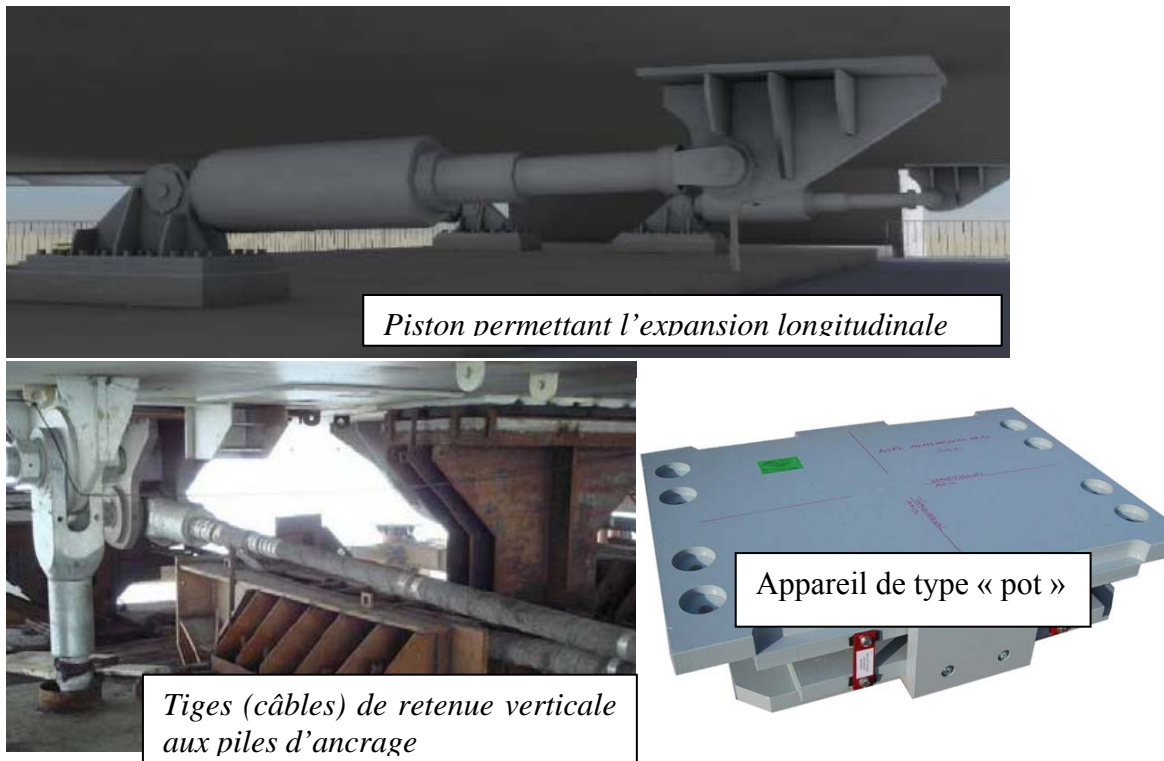 Piston permettant l'expansion longitudinale
Tiges (câbles) de retenue verticale
aux piles d'ancrage
Appareil de type « pot »